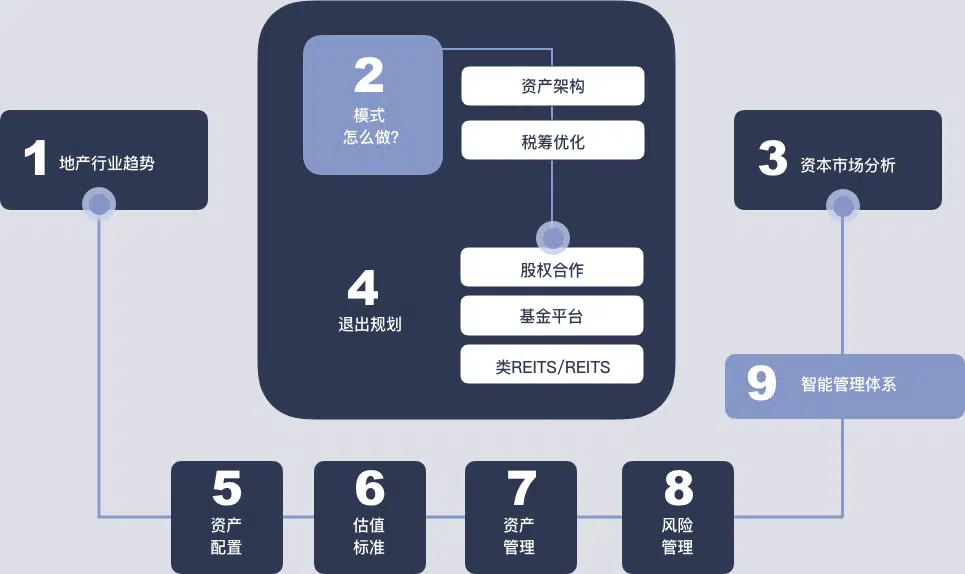 1
地产行业趋势
2
模式
怎么做?
资产架构
税筹优化
3
资本市场分析
4
退出规划
股权合作
基金平台
类REITS/REITS
9
智能管理体系
5
资产
配置
6
估值
标准
7
资产
管理
8
风险
管理